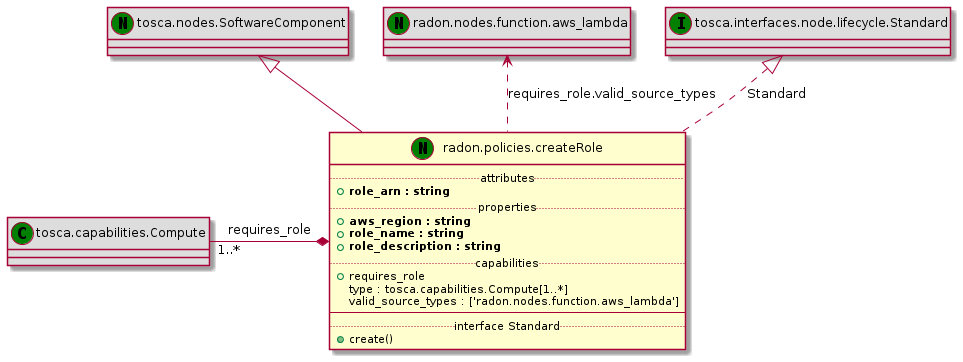 N tosca.nodes.SoftwareComponent
N radon.nodes.function.aws_lambda
I tosca.interfaces.node.lifecycle.Standard
requires_role.valid_source_types
Standard
N radon.policies.createRole
attributes
role_arn : string
properties
aws_region : string
role_name : string
role_description : string
capabilities
requires_role
type : tosca.capabilities.Compute[1..*]
valid_source_types : ['radon.nodes.function.aws_lambda']
interface Standard
create()
C tosca.capabilities.Compute
requires_role
1..*